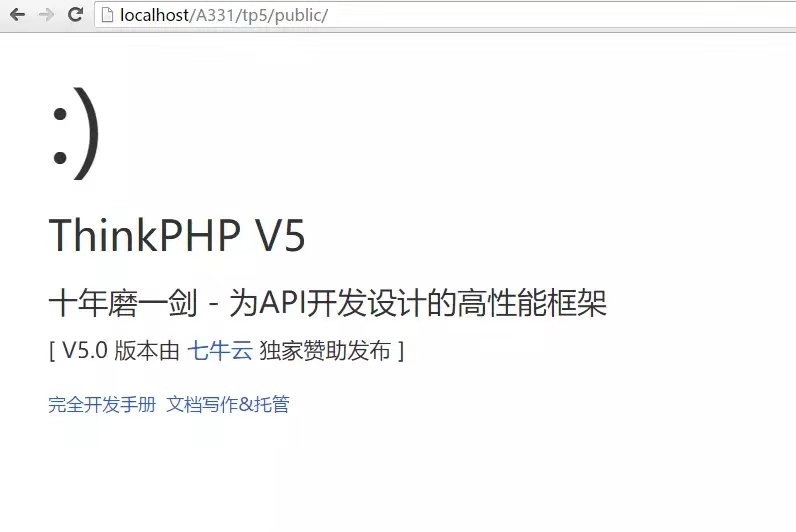 localhost/A331/tp5/public/
:)
ThinkPHP V5
十年磨一剑 - 为API开发设计的高性能框架
[ V5.0 版本由 七牛云 独家赞助发布 ]
完全开发手册 文档写作&托管